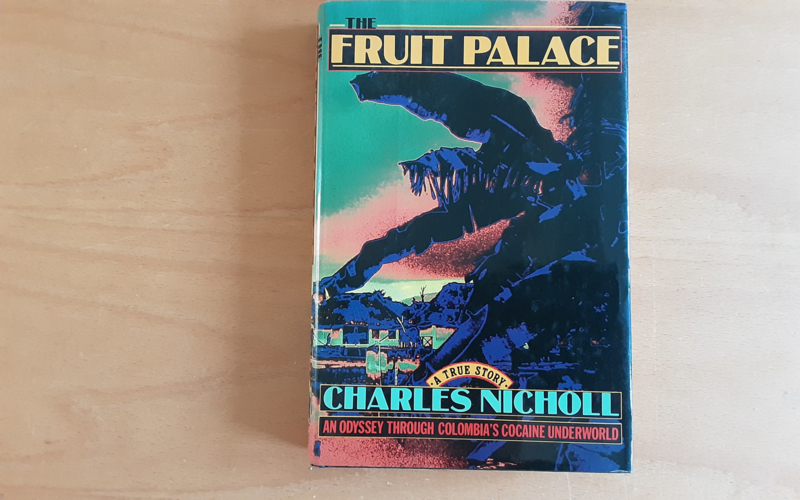 THE
FRUIT PALACE
·A TRUE STORY·
CHARLES NICHOLL
AN ODYSSEY THROUGH COLOMBIA'S COCAINE UNDERWORLD